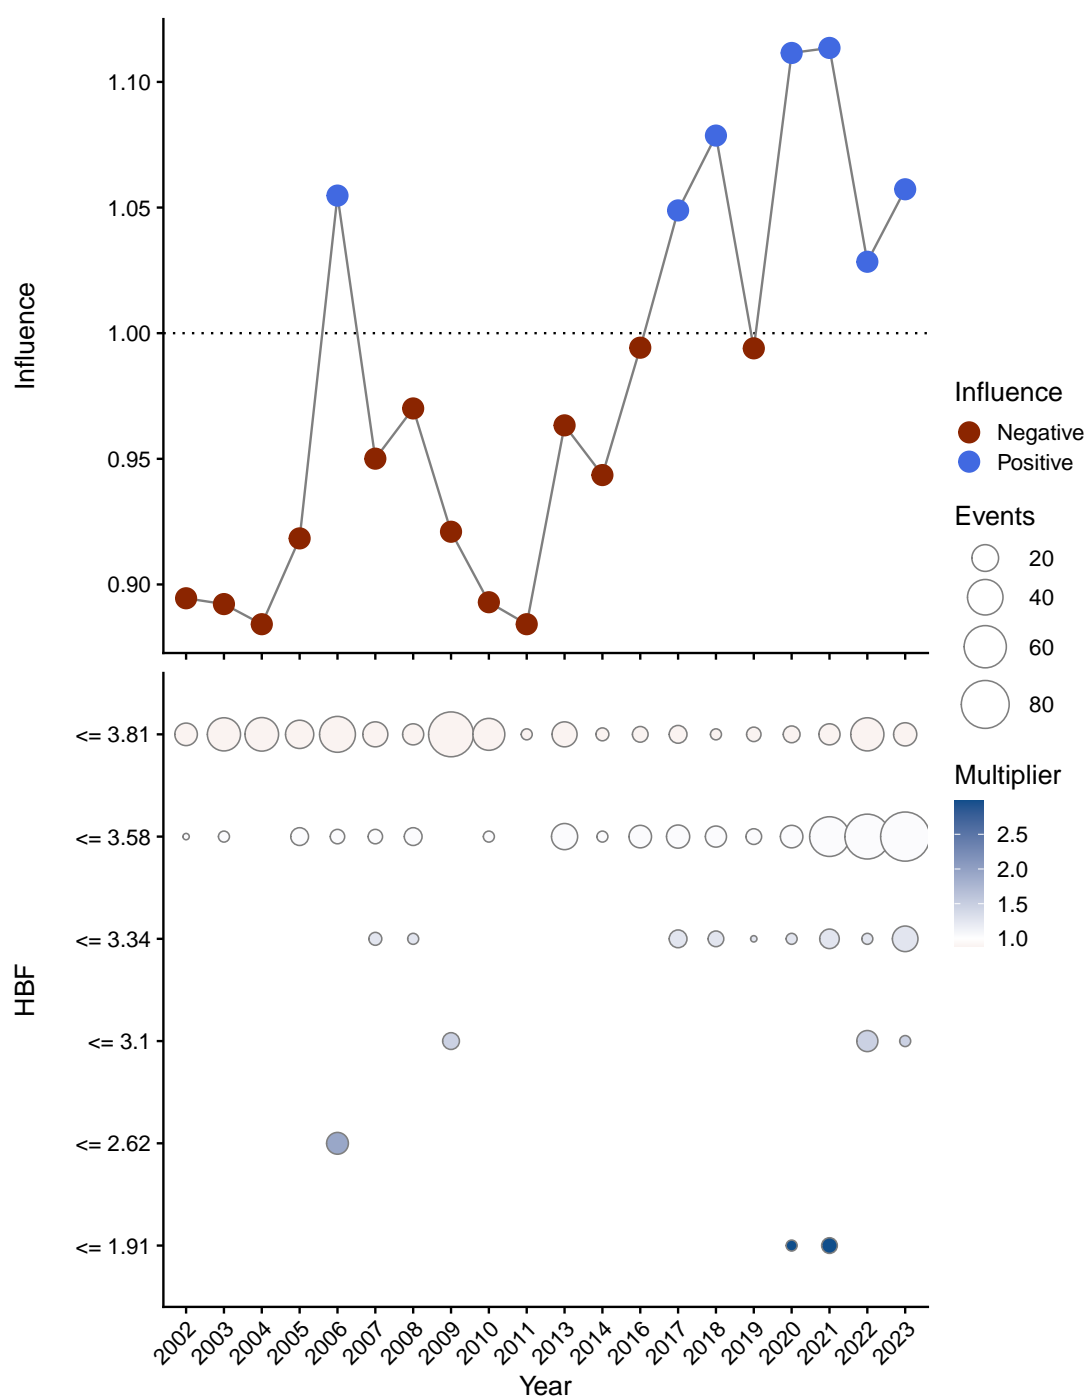 Influence
1.10
1.05
1.00
0.95
0.90
HBF
<= 3.81
<= 3.58
<= 3.34
<= 3.1
<= 2.62
<= 1.91
2002 2003 2004 2005 2006 2007 2008 2009 2010 2011 2013 2014 2016 2017 2018 2019 2020 2021 2022 2023
Year
Influence
Negative
Positive
Events
20
40
60
80
Multiplier
2.5
2.0
1.5
1.0